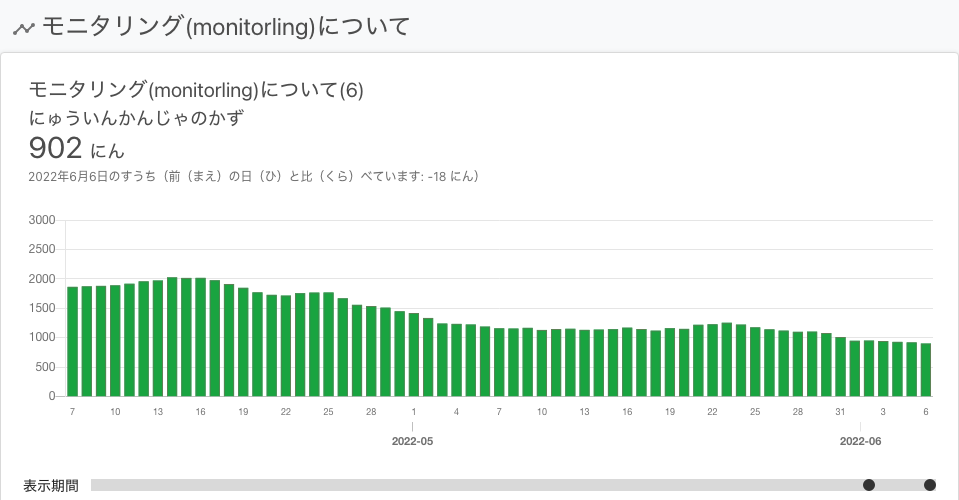 モニタリング(monitorling)について
モニタリング(monitorling)について(6)
にゅういんかんじゃのかず
902 にん
2022年6月6日のすうち（前（まえ）の日（ひ）と比（くら）べています: -18 にん）
3000
2500
2000
1500
1000
500
0
7 10 13 16 19 22 25 28 1 4 7 10 13 16 19 22 25 28 31 3 6
2022-05 2022-06
表示期間